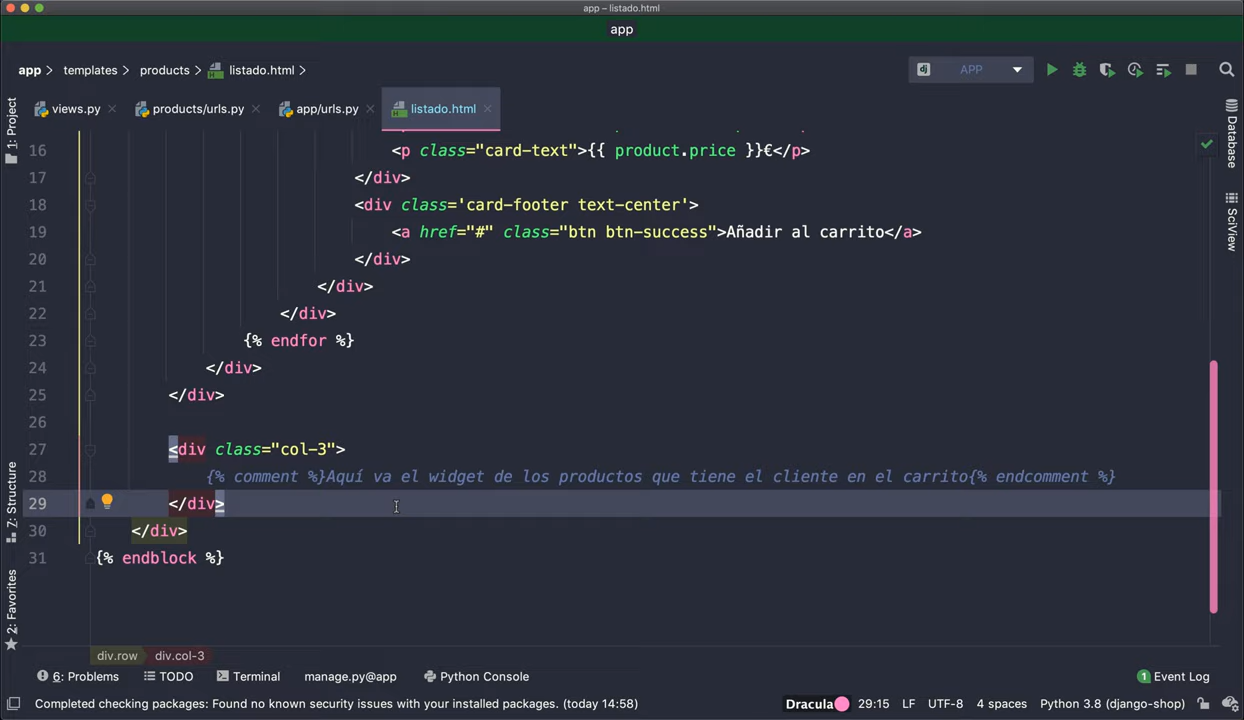 app – listado.html
app
app > templates > products > listado.html >
dj APP
views.py × products/urls.py × app/urls.py × listado.html ×
16 <p class="card-text">{{ product.price }}€</p>
17 </div>
18 <div class='card-footer text-center'>
19 <a href="#" class="btn btn-success">Añadir al carrito</a>
20 </div>
21 </div>
22 </div>
23 {% endfor %}
24 </div>
25 </div>
26
27 <div class="col-3">
28 {% comment %}Aquí va el widget de los productos que tiene el cliente en el carrito{% endcomment %}
29 </div>
30 </div>
31 {% endblock %}
1: Project
7: Structure
2: Favorites
Database
SciView
div.row div.col-3
6: Problems TODO Terminal manage.py@app Python Console 1 Event Log
Completed checking packages: Found no known security issues with your installed packages. (today 14:58) Dracula 29:15 LF UTF-8 4 spaces Python 3.8 (django-shop)